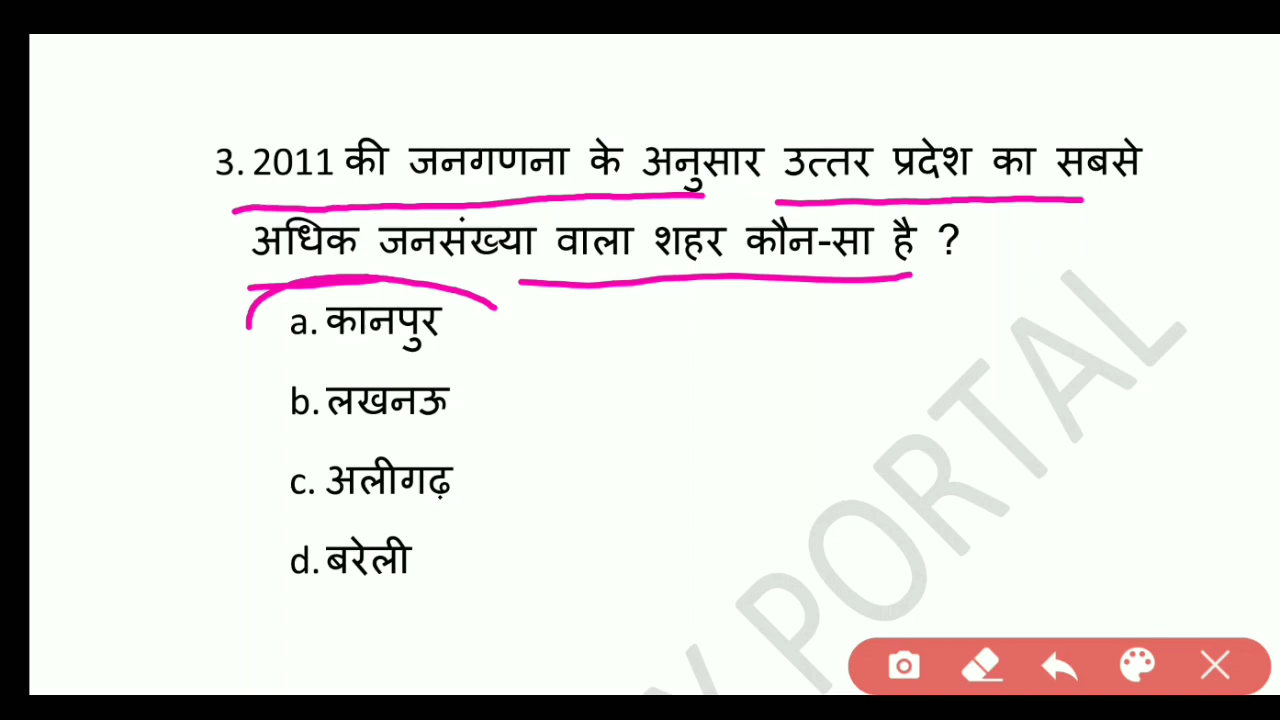 3. 2011 की जनगणना के अनुसार उत्तर प्रदेश का सबसे
अधिक जनसंख्या वाला शहर कौन-सा है ?
a. कानपुर
b. लखनऊ
c. अलीगढ़
d. बरेली
PORTAL